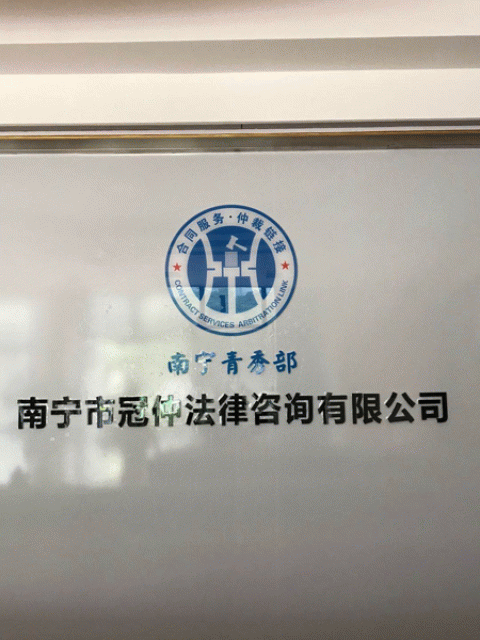 合同服务·仲裁链接
CONTRACT SERVICES ARBITRATION LINK
南宁青秀部
南宁市冠仲法律咨询有限公司